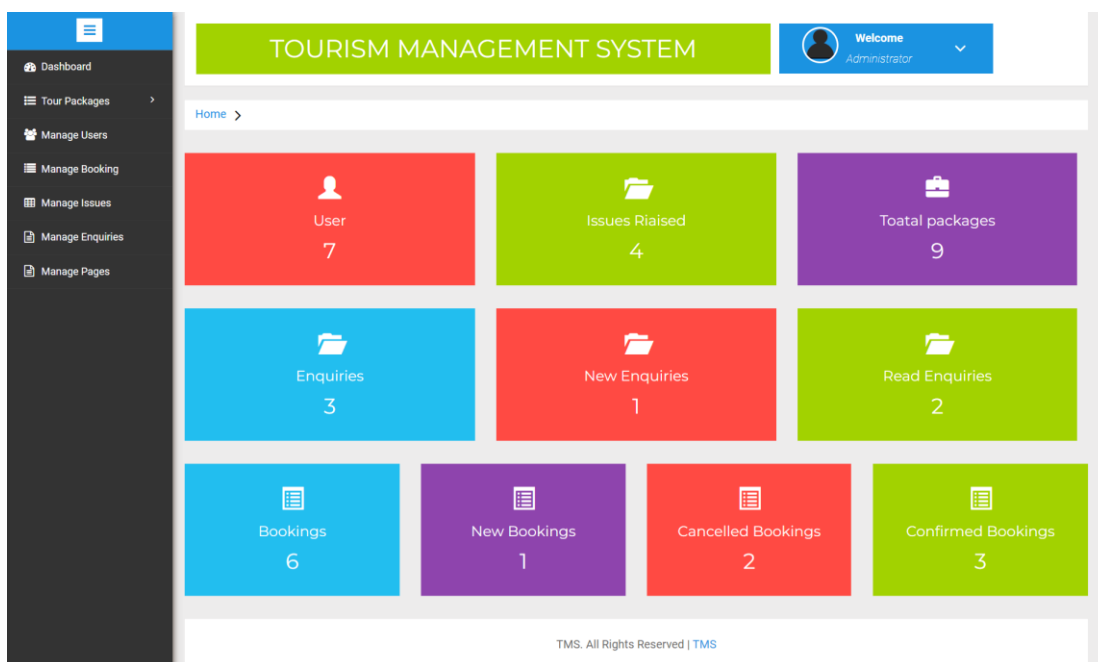 TOURISM MANAGEMENT SYSTEM
Welcome
Administrator
Dashboard
Tour Packages
Manage Users
Manage Booking
Manage Issues
Manage Enquiries
Manage Pages
Home
User
7
Issues Riaised
4
Toatal packages
9
Enquiries
3
New Enquiries
1
Read Enquiries
2
Bookings
6
New Bookings
1
Cancelled Bookings
2
Confirmed Bookings
3
TMS. All Rights Reserved | TMS